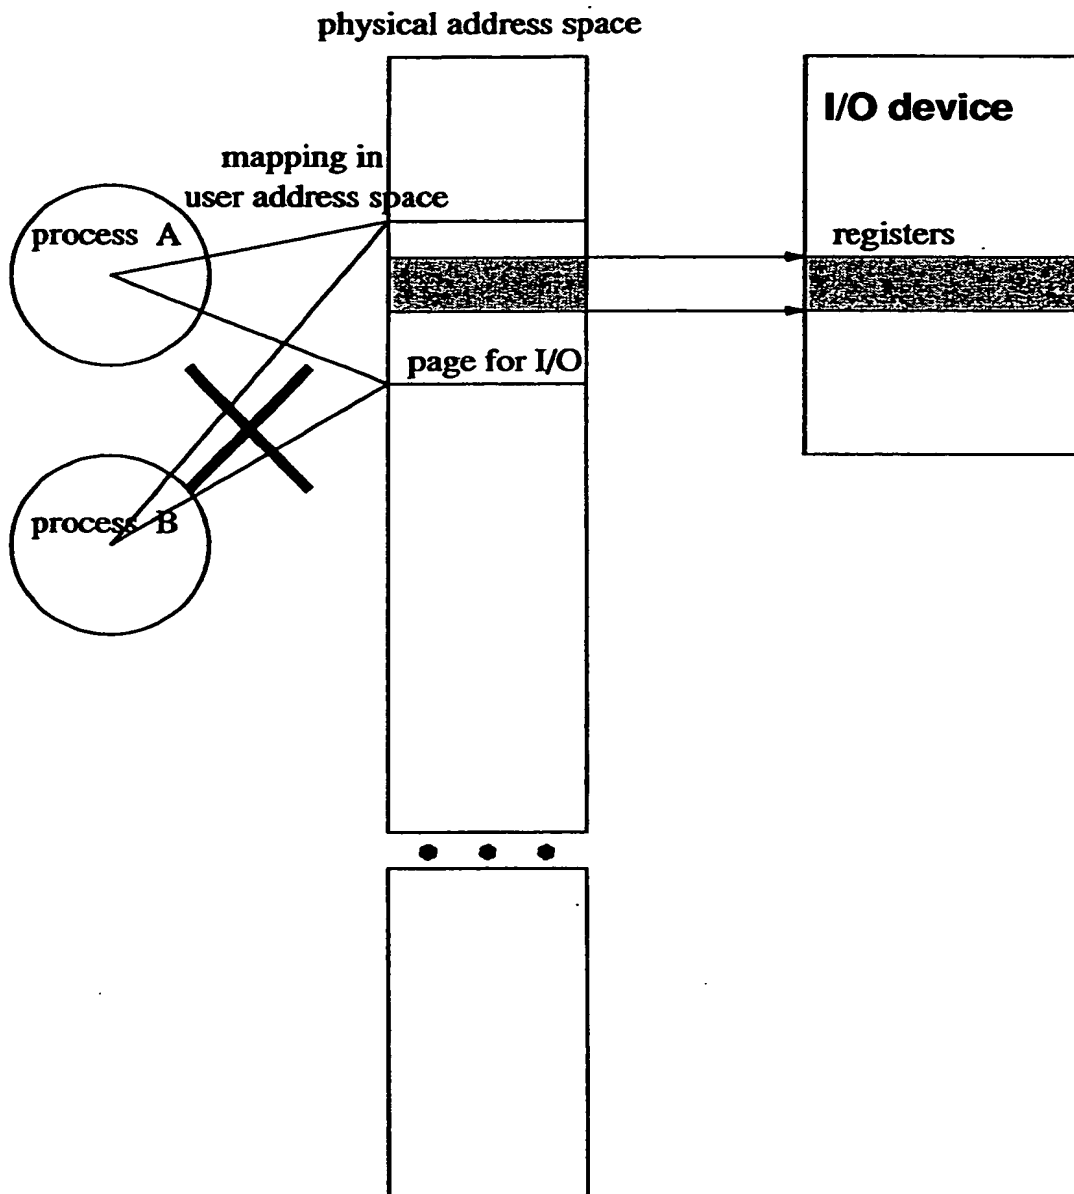 physical address space
I/O device
mapping in
user address space
process A
registers
page for I/O
process B